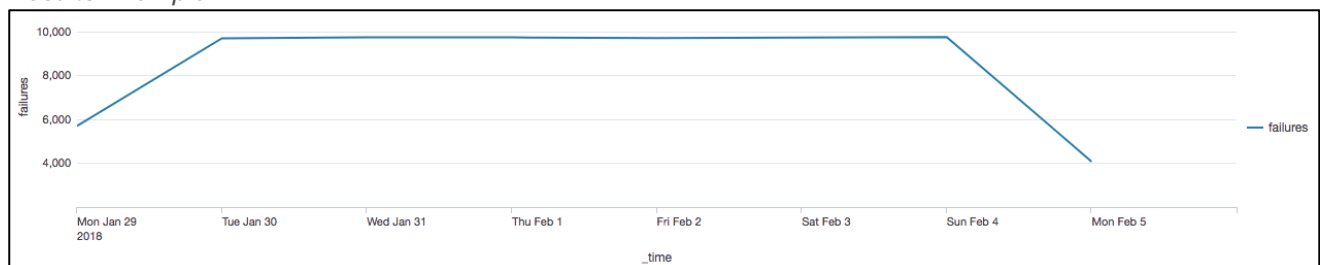 10,000
8,000
6,000
4,000
failures
Mon Jan 29
2018
Tue Jan 30
Wed Jan 31
Thu Feb 1
Fri Feb 2
Sat Feb 3
Sun Feb 4
Mon Feb 5
_time
failures